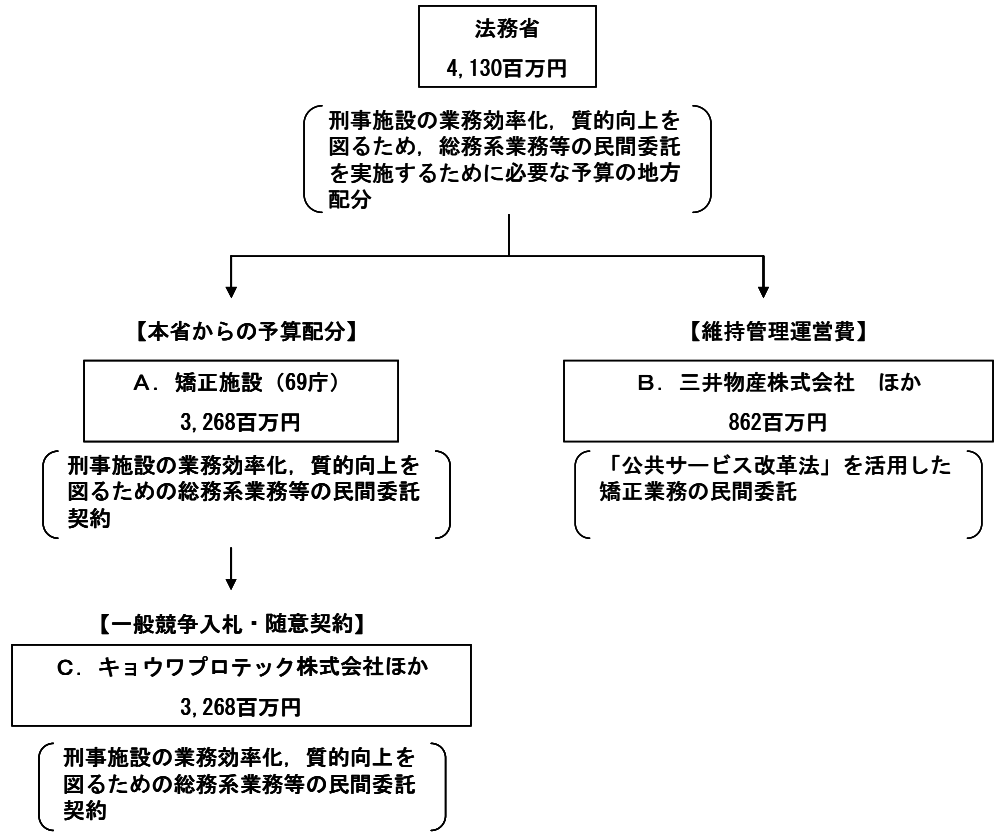 法務省
4,130百万円
刑事施設の業務効率化，質的向上を
図るため，総務系業務等の民間委託
を実施するために必要な予算の地方
配分
【本省からの予算配分】
A．矯正施設（69庁）
3,268百万円
刑事施設の業務効率化，質的向上を
図るための総務系業務等の民間委託
契約
【維持管理運営費】
B．三井物産株式会社　ほか
862百万円
「公共サービス改革法」を活用した
矯正業務の民間委託
【一般競争入札・随意契約】
C．キョウワプロテック株式会社ほか
3,268百万円
刑事施設の業務効率化，質的向上を
図るための総務系業務等の民間委託
契約